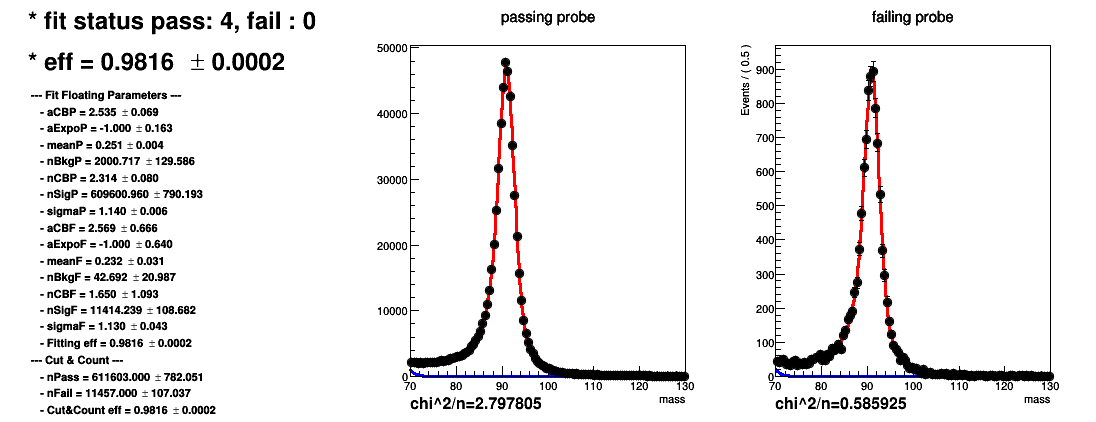 * fit status pass: 4, fail : 0
* eff = 0.9816 ± 0.0002
--- Fit Floating Parameters ---
- aCBP = 2.535 ± 0.069
- aExpoP = -1.000 ± 0.163
- meanP = 0.251 ± 0.004
- nBkgP = 2000.717 ± 129.586
- nCBP = 2.314 ± 0.080
- nSigP = 609600.960 ± 790.193
- sigmaP = 1.140 ± 0.006
- aCBF = 2.569 ± 0.666
- aExpoF = -1.000 ± 0.640
- meanF = 0.232 ± 0.031
- nBkgF = 42.692 ± 20.987
- nCBF = 1.650 ± 1.093
- nSigF = 11414.239 ± 108.682
- sigmaF = 1.130 ± 0.043
- Fitting eff = 0.9816 ± 0.0002
--- Cut & Count ---
- nPass = 611603.000 ± 782.051
- nFail = 11457.000 ± 107.037
- Cut&Count eff = 0.9816 ± 0.0002
passing probe
50000
40000
30000
20000
10000
0
70 80 90 100 110 120 130
mass
chi^2/n=2.797805
failing probe
Events / ( 0.5 )
900
800
700
600
500
400
300
200
100
0
70 80 90 100 110 120 130
mass
chi^2/n=0.585925